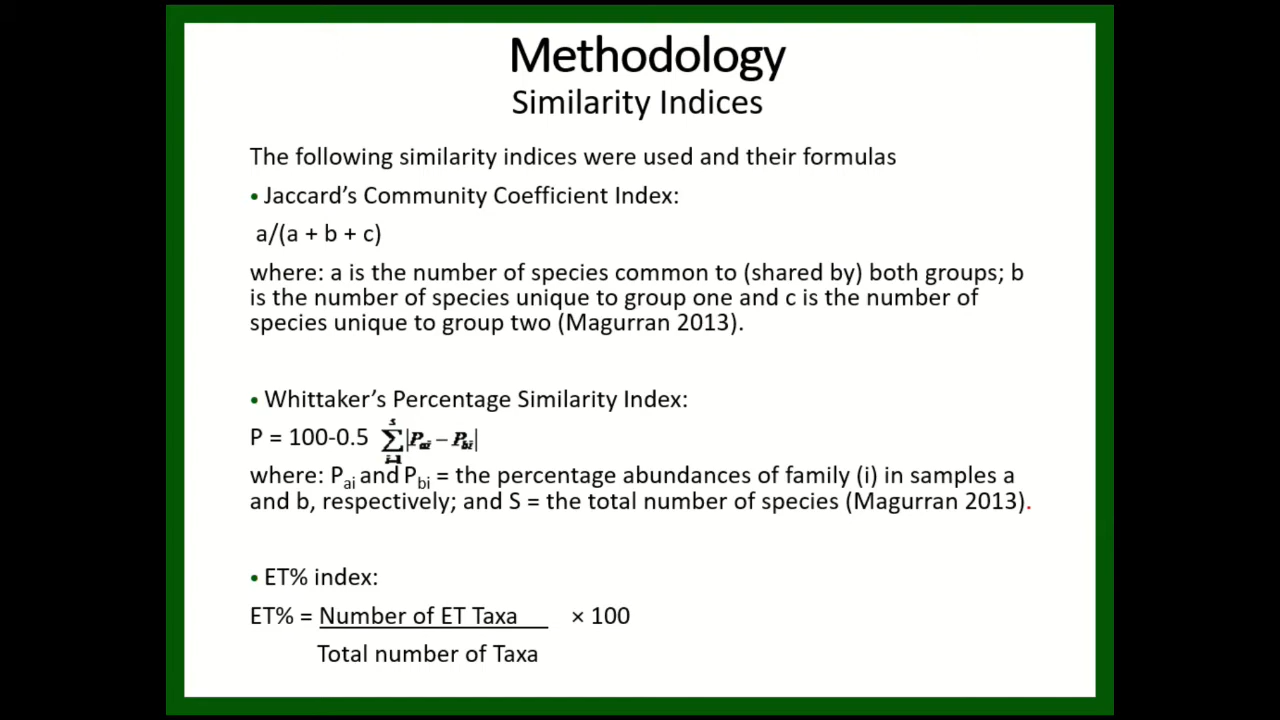 Methodology
Similarity Indices
The following similarity indices were used and their formulas
• Jaccard’s Community Coefficient Index:
a/(a + b + c)
where: a is the number of species common to (shared by) both groups; b
is the number of species unique to group one and c is the number of
species unique to group two (Magurran 2013).
• Whittaker’s Percentage Similarity Index:
P = 100-0.5 s∑i=1 |Pai – Pbi|
where: Pai and Pbi = the percentage abundances of family (i) in samples a
and b, respectively; and S = the total number of species (Magurran 2013).
• ET% index:
ET% = Number of ET Taxa × 100
Total number of Taxa